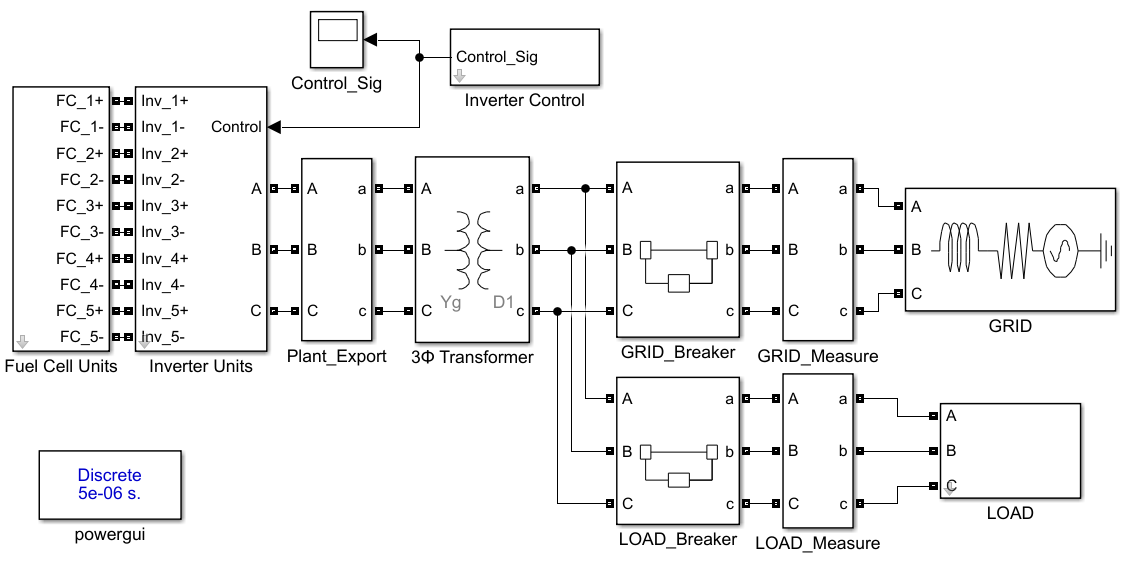 Control_Sig
Control_Sig
Inverter Control
FC_1+
FC_1-
FC_2+
FC_2-
FC_3+
FC_3-
FC_4+
FC_4-
FC_5+
FC_5-
Fuel Cell Units
Inv_1+
Inv_1-
Inv_2+
Inv_2-
Inv_3+
Inv_3-
Inv_4+
Inv_4-
Inv_5+
Inv_5-
Control
A
B
C
Inverter Units
A a
B b
C c
Plant_Export
A a
B b
C c
Yg D1
3Φ Transformer
A a
B b
C c
GRID_Breaker
A a
B b
C c
GRID_Measure
A
B
C
GRID
A a
B b
C c
LOAD_Breaker
A a
B b
C c
LOAD_Measure
A
B
C
LOAD
Discrete
5e-06 s.
powergui